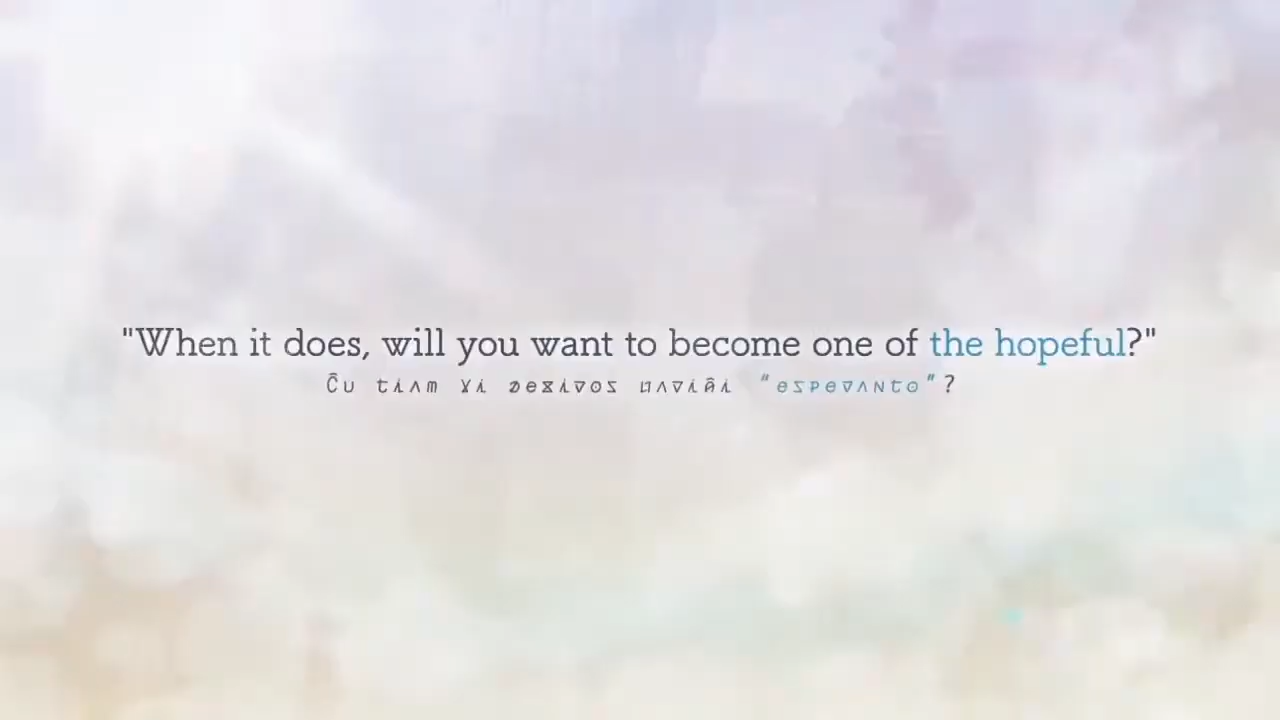 "When it does, will you want to become one of the hopeful?"
Ĉu tiam vi deziros fariĝi “esperanto”?